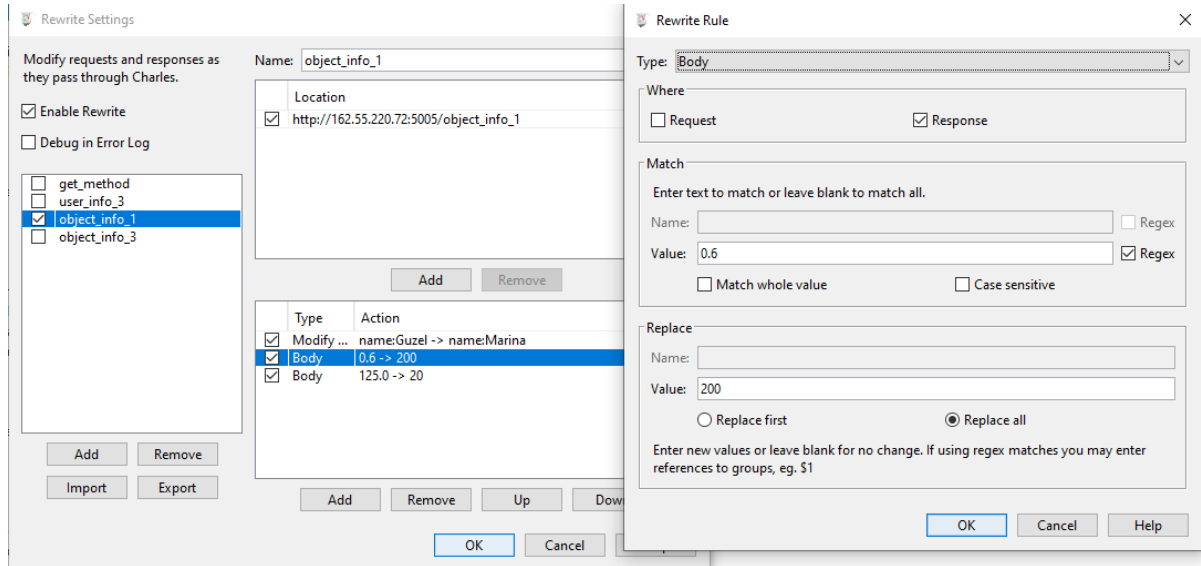 Rewrite Settings
Modify requests and responses as
they pass through Charles.
Enable Rewrite
Debug in Error Log
get_method
user_info_3
object_info_1
object_info_3
Add Remove
Import Export
Name: object_info_1
Location
http://162.55.220.72:5005/object_info_1
Add Remove
Type Action
Modify ... name:Guzel -> name:Marina
Body 0.6 -> 200
Body 125.0 -> 20
Add Remove Up
OK Cancel
Rewrite Rule
Type: Body
Where
Request Response
Match
Enter text to match or leave blank to match all.
Name: Regex
Value: 0.6 Regex
Match whole value Case sensitive
Replace
Name:
Value: 200
Replace first Replace all
Enter new values or leave blank for no change. If using regex matches you may enter
references to groups, eg. $1
OK Cancel Help